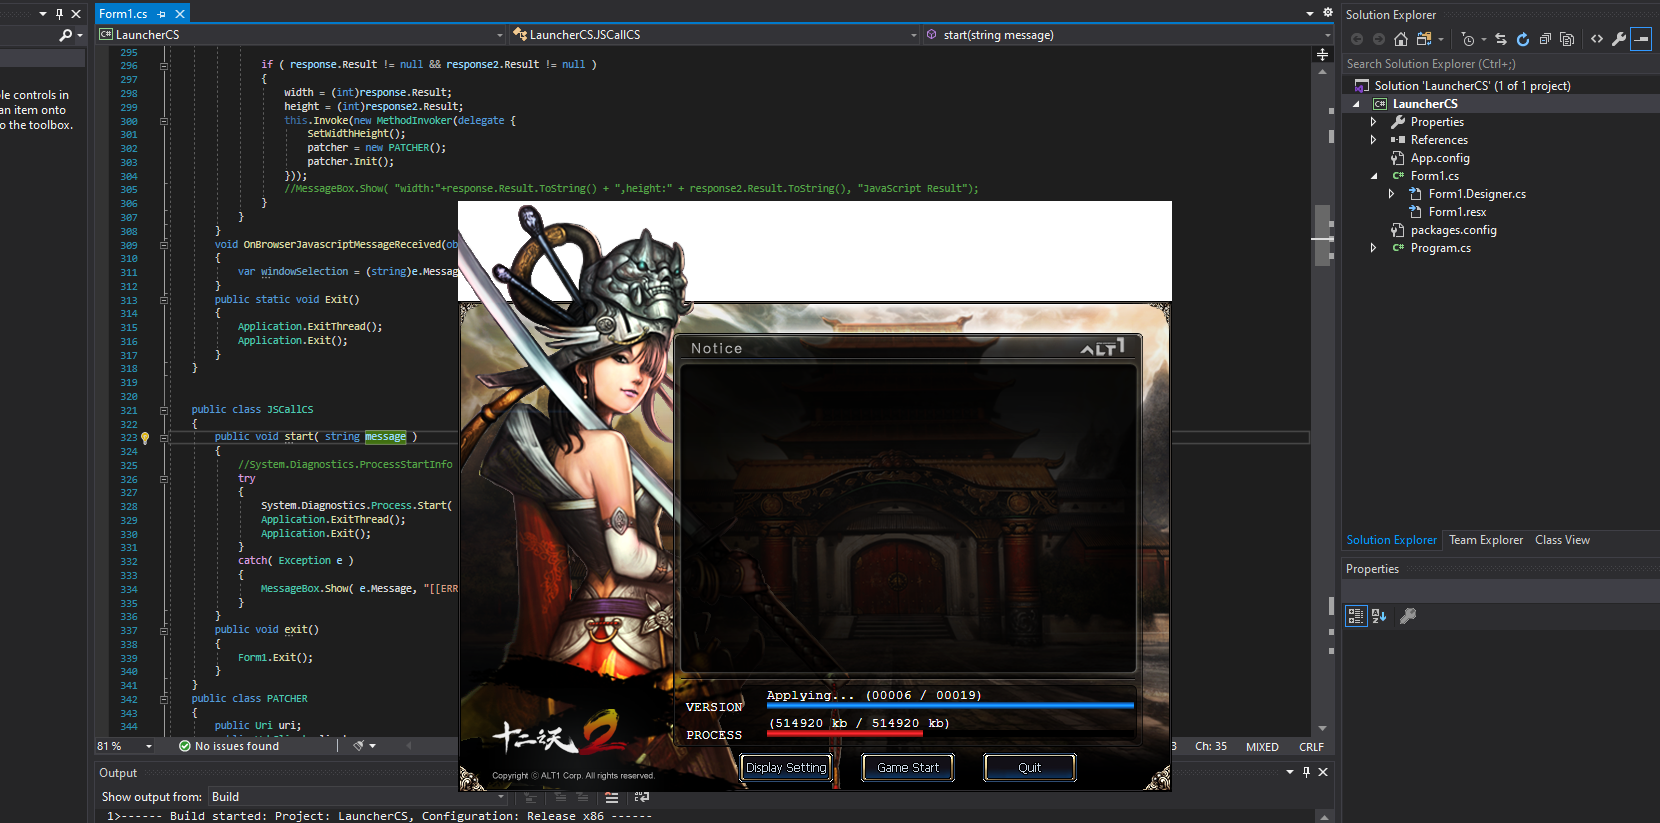 Form1.cs
LauncherCS
LauncherCS.JSCallCS
start(string message)
le controls in
an item onto
o the toolbox.
295
296 if ( response.Result != null && response2.Result != null )
297 {
298 width = (int)response.Result;
299 height = (int)response2.Result;
300 this.Invoke(new MethodInvoker(delegate {
301 SetWidthHeight();
302 patcher = new PATCHER();
303 patcher.Init();
304 }));
305 //MessageBox.Show( "width:"+response.Result.ToString() + ",height:" + response2.Result.ToString(), "JavaScript Result");
306 }
307 }
308 }
309 void OnBrowserJavascriptMessageReceived(ob
310 {
311 var windowSelection = (string)e.Messag
312 }
313 public static void Exit()
314 {
315 Application.ExitThread();
316 Application.Exit();
317 }
318 }
319
320
321 public class JSCallCS
322 {
323 public void start( string message )
324 {
325 //System.Diagnostics.ProcessStartInfo
326 try
327 {
328 System.Diagnostics.Process.Start(
329 Application.ExitThread();
330 Application.Exit();
331 }
332 catch( Exception e )
333 {
334 MessageBox.Show( e.Message, "[[ERR
335 }
336 }
337 public void exit()
338 {
339 Form1.Exit();
340 }
341 }
342 public class PATCHER
343 {
344 public Uri uri;
81 %
No issues found
3
Ch: 35
MIXED
CRLF
Output
Show output from:
Build
1>------ Build started: Project: LauncherCS, Configuration: Release x86 ------
Notice
ALT1
VERSION
Applying... (00006 / 00019)
PROCESS
(514920 kb / 514920 kb)
Display Setting
Game Start
Quit
十二之天2
Copyright ⓒ ALT1 Corp. All rights reserved.
Solution Explorer
Search Solution Explorer (Ctrl+;)
Solution 'LauncherCS' (1 of 1 project)
LauncherCS
Properties
References
App.config
Form1.cs
Form1.Designer.cs
Form1.resx
packages.config
Program.cs
Solution Explorer
Team Explorer
Class View
Properties